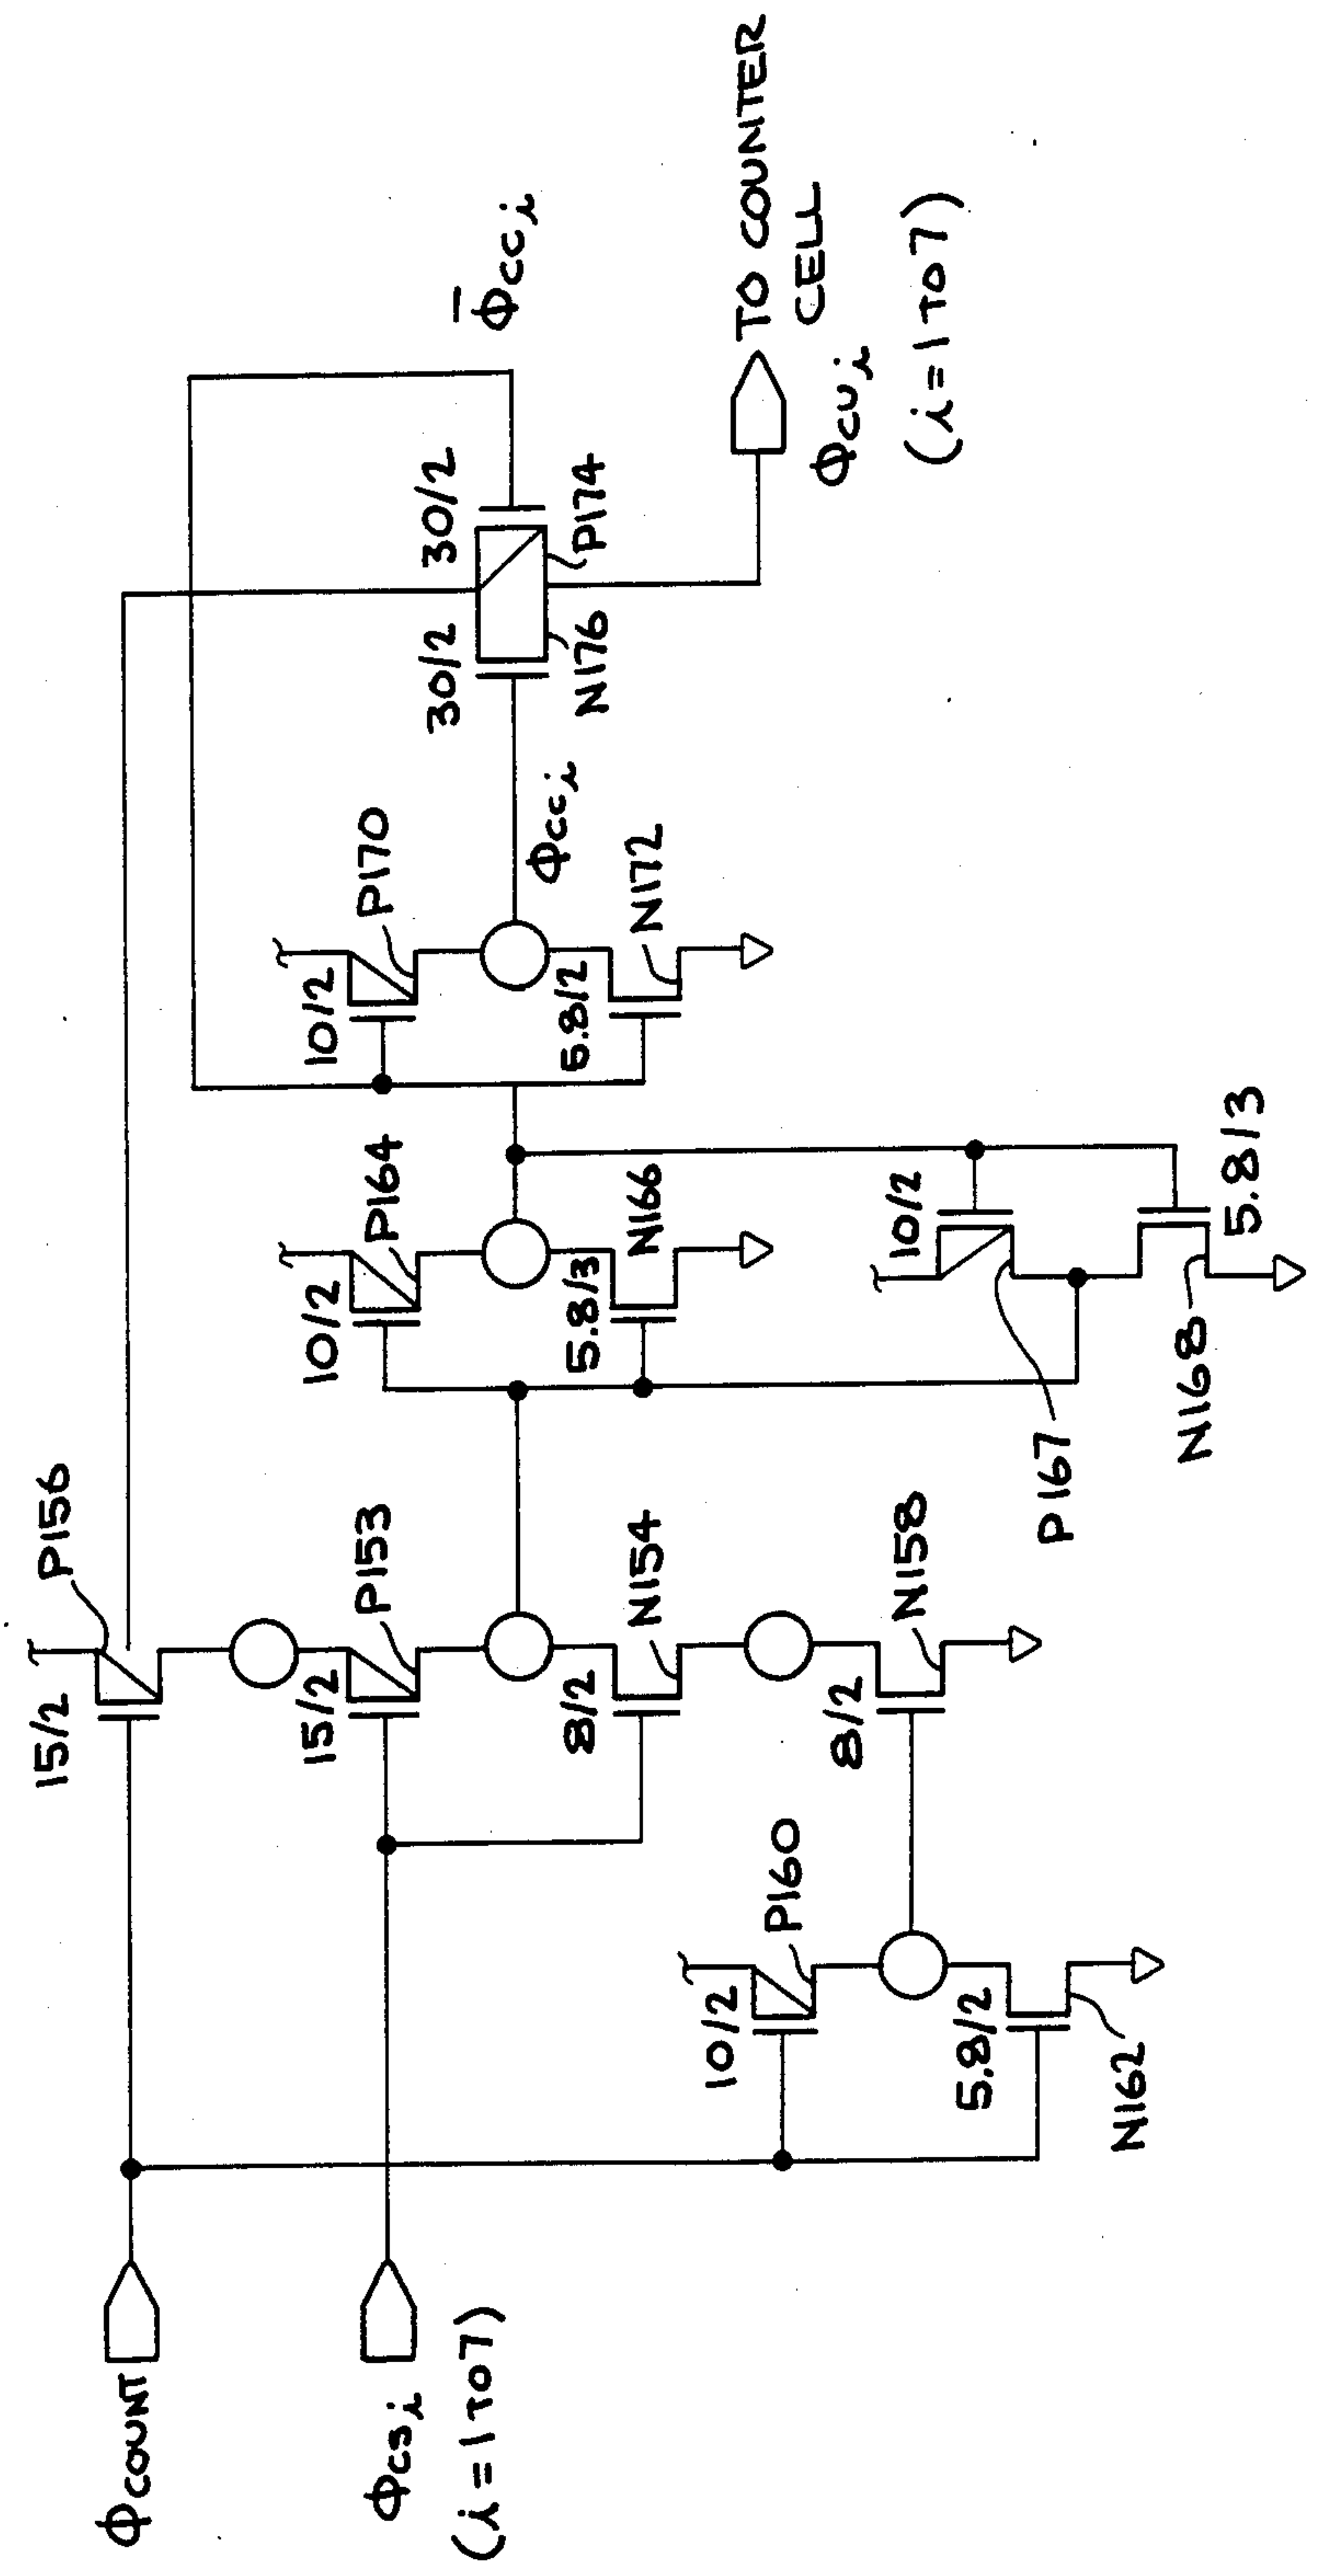 ΦCOUNT
ΦCSi
(i = 1 TO 7)
15/2
P156
15/2
P153
8/2
N154
8/2
N158
10/2
P160
5.8/2
N162
10/2
P164
5.8/3
N166
10/2
P167
5.8/3
N168
10/2
P170
5.8/2
N172
ΦCCi
30/2
30/2
N176
P174
Φ̄CCi
TO COUNTER
CELL
ΦCUi
(i = 1 TO 7)